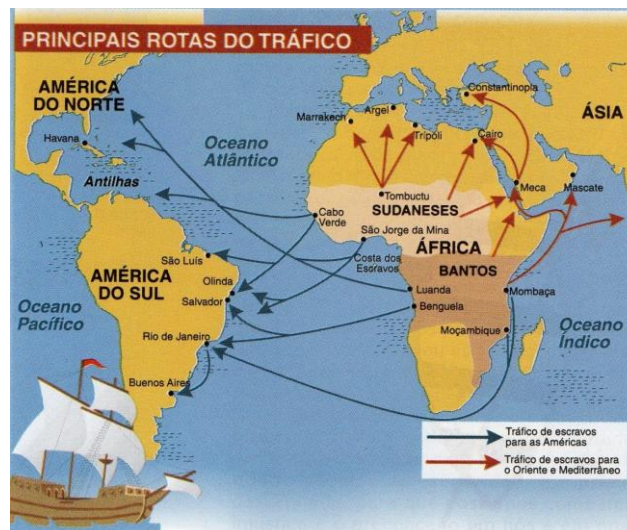 PRINCIPAIS ROTAS DO TRÁFICO
AMÉRICA
DO NORTE
Havana
Antilhas
Oceano
Atlântico
Constantinopla
Argel
Marrakech
Trípoli
Cairo
ÁSIA
Meca
Mascate
Tombuctu
SUDANESES
Cabo
Verde
São Jorge da Mina
ÁFRICA
Costa dos
Escravos
BANTOS
São Luís
AMÉRICA
DO SUL
Olinda
Salvador
Luanda
Benguela
Mombaça
Oceano
Pacífico
Rio de Janeiro
Moçambique
Oceano
Índico
Buenos Aires
Tráfico de escravos
para as Américas
Tráfico de escravos para
o Oriente e Mediterrâneo